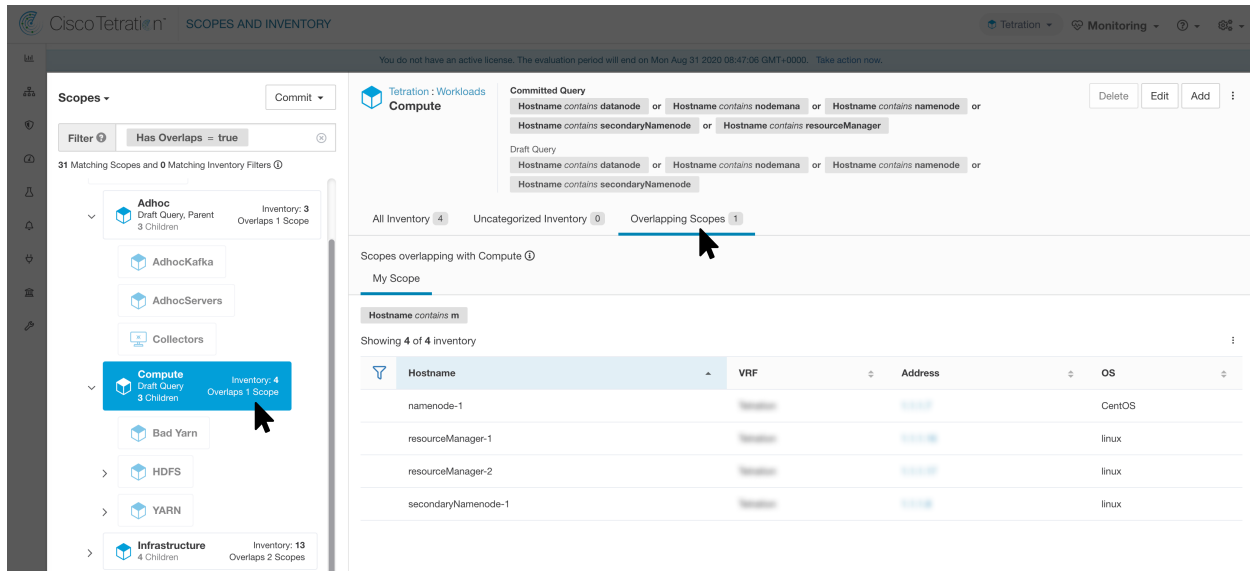 Cisco Tetration™ SCOPES AND INVENTORY
Tetration Monitoring
You do not have an active license. The evaluation period will end on Mon Aug 31 2020 08:47.06 GMT+0000. Take action now.
Scopes
Commit
Filter
Has Overlaps = true
31 Matching Scopes and 0 Matching Inventory Filters
Adhoc
Draft Query, Parent
3 Children
Inventory: 3
Overlaps 1 Scope
AdhocKafka
AdhocServers
Collectors
Compute
Draft Query
3 Children
Inventory: 4
Overlaps 1 Scope
Bad Yarn
HDFS
YARN
Infrastructure
4 Children
Inventory: 13
Overlaps 2 Scopes
Tetration : Workloads
Compute
Committed Query
Hostname contains datanode or Hostname contains nodemana or Hostname contains namenode or
Hostname contains secondaryNamenode or Hostname contains resourceManager
Draft Query
Hostname contains datanode or Hostname contains nodemana or Hostname contains namenode or
Hostname contains secondaryNamenode
Delete Edit Add
All Inventory 4 Uncategorized Inventory 0 Overlapping Scopes 1
Scopes overlapping with Compute
My Scope
Hostname contains m
Showing 4 of 4 inventory
Hostname VRF Address OS
namenode-1 CentOS
resourceManager-1 linux
resourceManager-2 linux
secondaryNamenode-1 linux